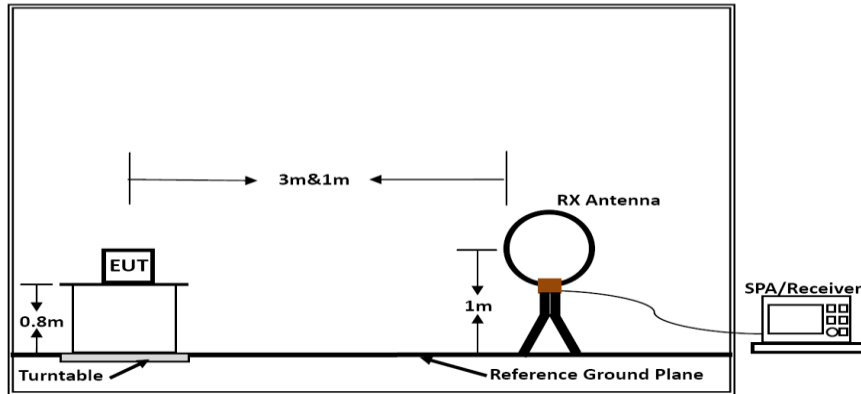 3m&1m
RX Antenna
EUT
SPA/Receiver
0.8m
1m
Turntable
Reference Ground Plane